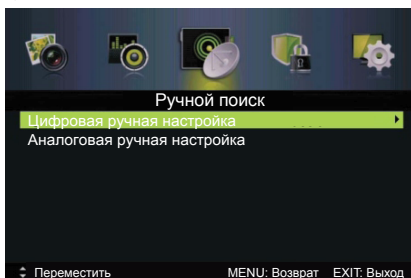 Ручной поиск
Цифровая ручная настройка
Аналоговая ручная настройка
Переместить MENU: Возврат EXIT: Выход